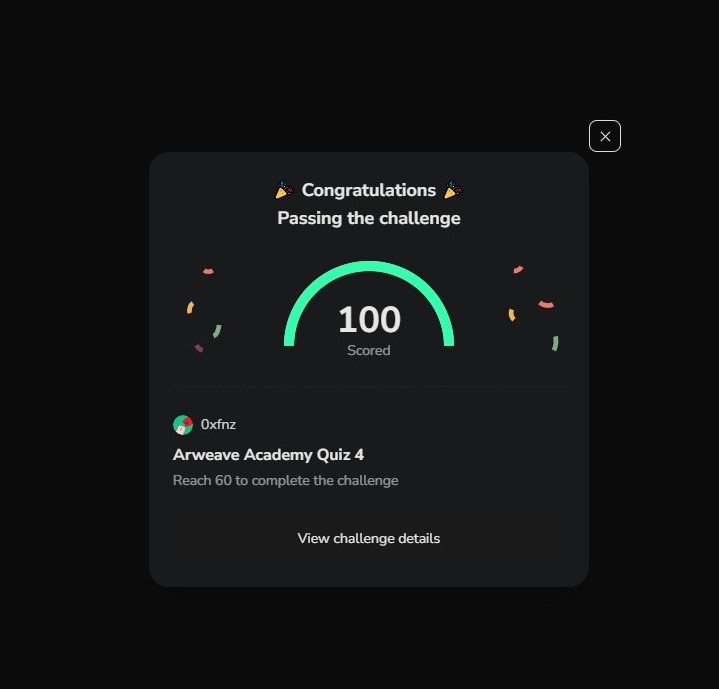 🎉 Congratulations 🎉
Passing the challenge
100
Scored
0xfnz
Arweave Academy Quiz 4
Reach 60 to complete the challenge
View challenge details